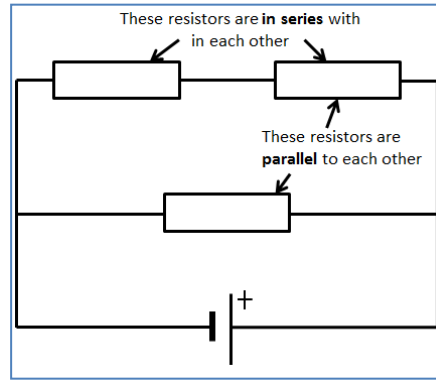 These resistors are in series with
in each other
These resistors are
parallel to each other
+